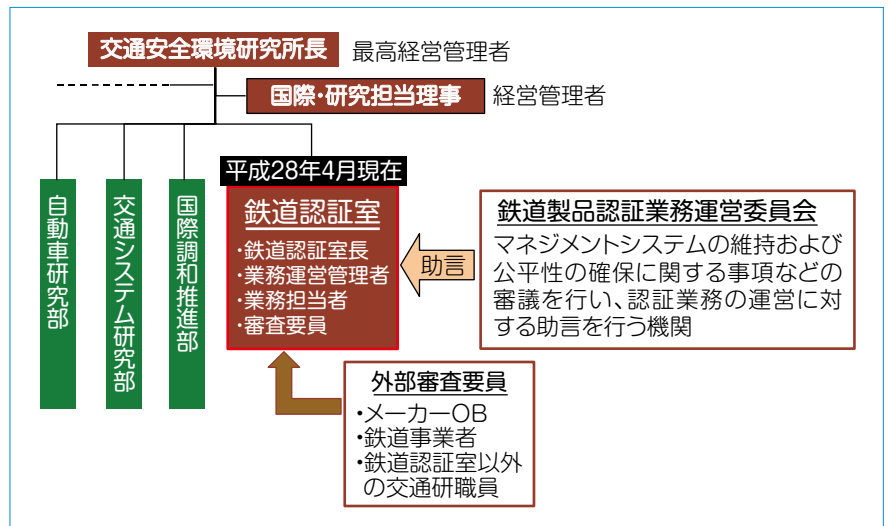 交通安全環境研究所長
最高経営管理者
国際・研究担当理事
経営管理者
平成28年4月現在
自動車研究部
交通システム研究部
国際調和推進部
鉄道認証室
・鉄道認証室長
・業務運営管理者
・業務担当者
・審査要員
助言
鉄道製品認証業務運営委員会
マネジメントシステムの維持および
公平性の確保に関する事項などの
審議を行い、認証業務の運営に対
する助言を行う機関
外部審査要員
・メーカーOB
・鉄道事業者
・鉄道認証室以外
の交通研職員